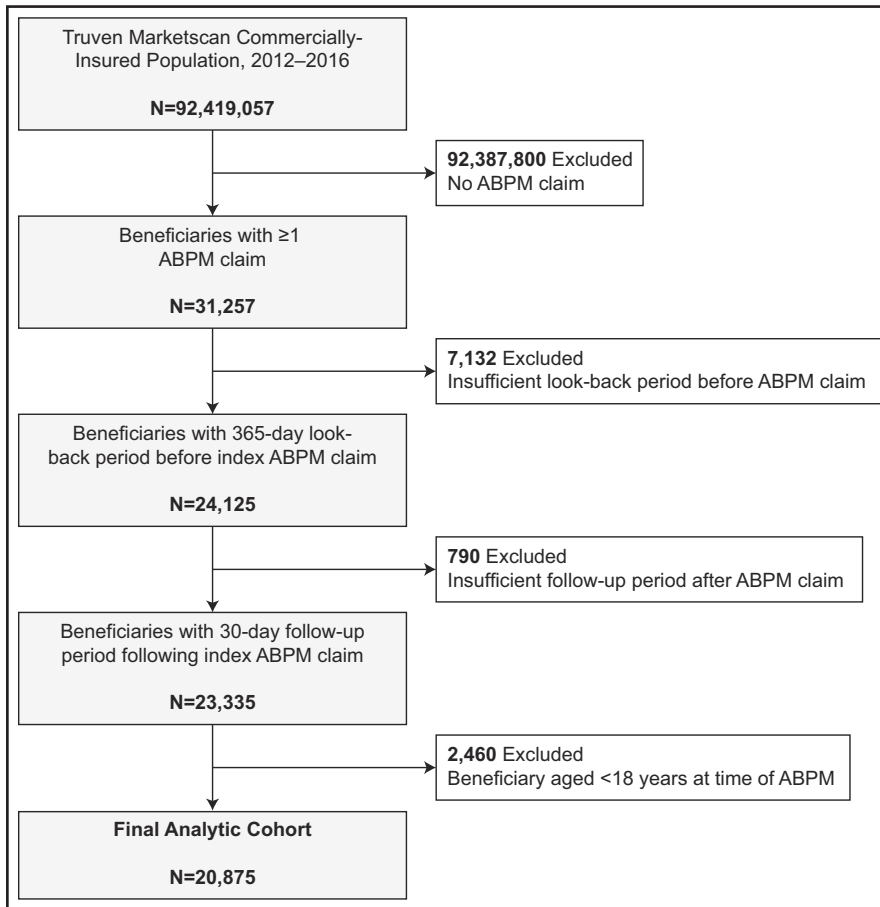 Truven Marketscan Commercially-
Insured Population, 2012–2016
N=92,419,057
92,387,800 Excluded
No ABPM claim
Beneficiaries with ≥1
ABPM claim
N=31,257
7,132 Excluded
Insufficient look-back period before ABPM claim
Beneficiaries with 365-day look-
back period before index ABPM claim
N=24,125
790 Excluded
Insufficient follow-up period after ABPM claim
Beneficiaries with 30-day follow-up
period following index ABPM claim
N=23,335
2,460 Excluded
Beneficiary aged <18 years at time of ABPM
Final Analytic Cohort
N=20,875